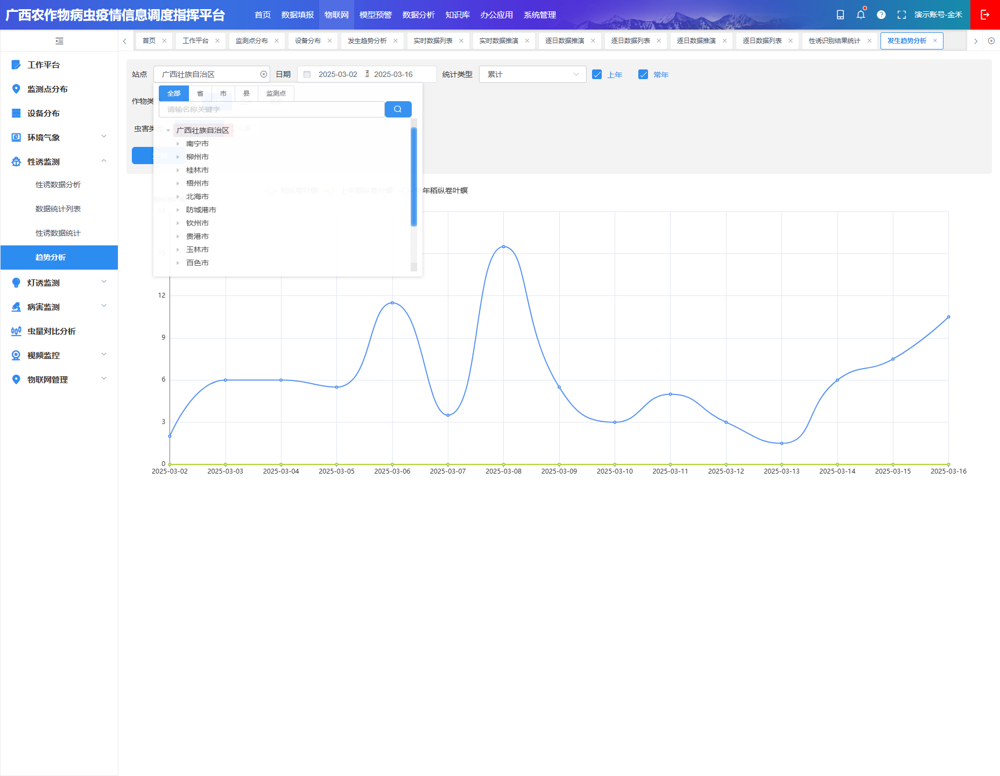 广西农作物病虫疫情信息调度指挥平台
首页 数据填报 物联网 模型预警 数据分析 知识库 办公应用 系统管理
演示账号-金禾
首页 工作平台 监测点分布 设备分布 发生趋势分析 实时数据列表 实时数据推演 逐日数据推演 逐日数据列表 逐日数据推演 逐日数据列表 性诱识别结果统计 发生趋势分析
工作平台
监测点分布
设备分布
环境气象
性诱监测
性诱数据分析
数据统计列表
性诱数据统计
趋势分析
灯诱监测
病害监测
虫量对比分析
视频监控
物联网管理
站点 广西壮族自治区 日期 2025-03-02 至 2025-03-16 统计类型 累计 上年 常年
全部 省 市 县 监测点
作物类
请输名称关键字
虫害类型
广西壮族自治区
南宁市
柳州市
桂林市
梧州市
北海市
防城港市
钦州市
贵港市
玉林市
百色市
查询
稻纵卷叶螟 上年稻纵卷叶螟 常年稻纵卷叶螟
18
15
12
9
6
3
0
2025-03-02 2025-03-03 2025-03-04 2025-03-05 2025-03-06 2025-03-07 2025-03-08 2025-03-09 2025-03-10 2025-03-11 2025-03-12 2025-03-13 2025-03-14 2025-03-15 2025-03-16